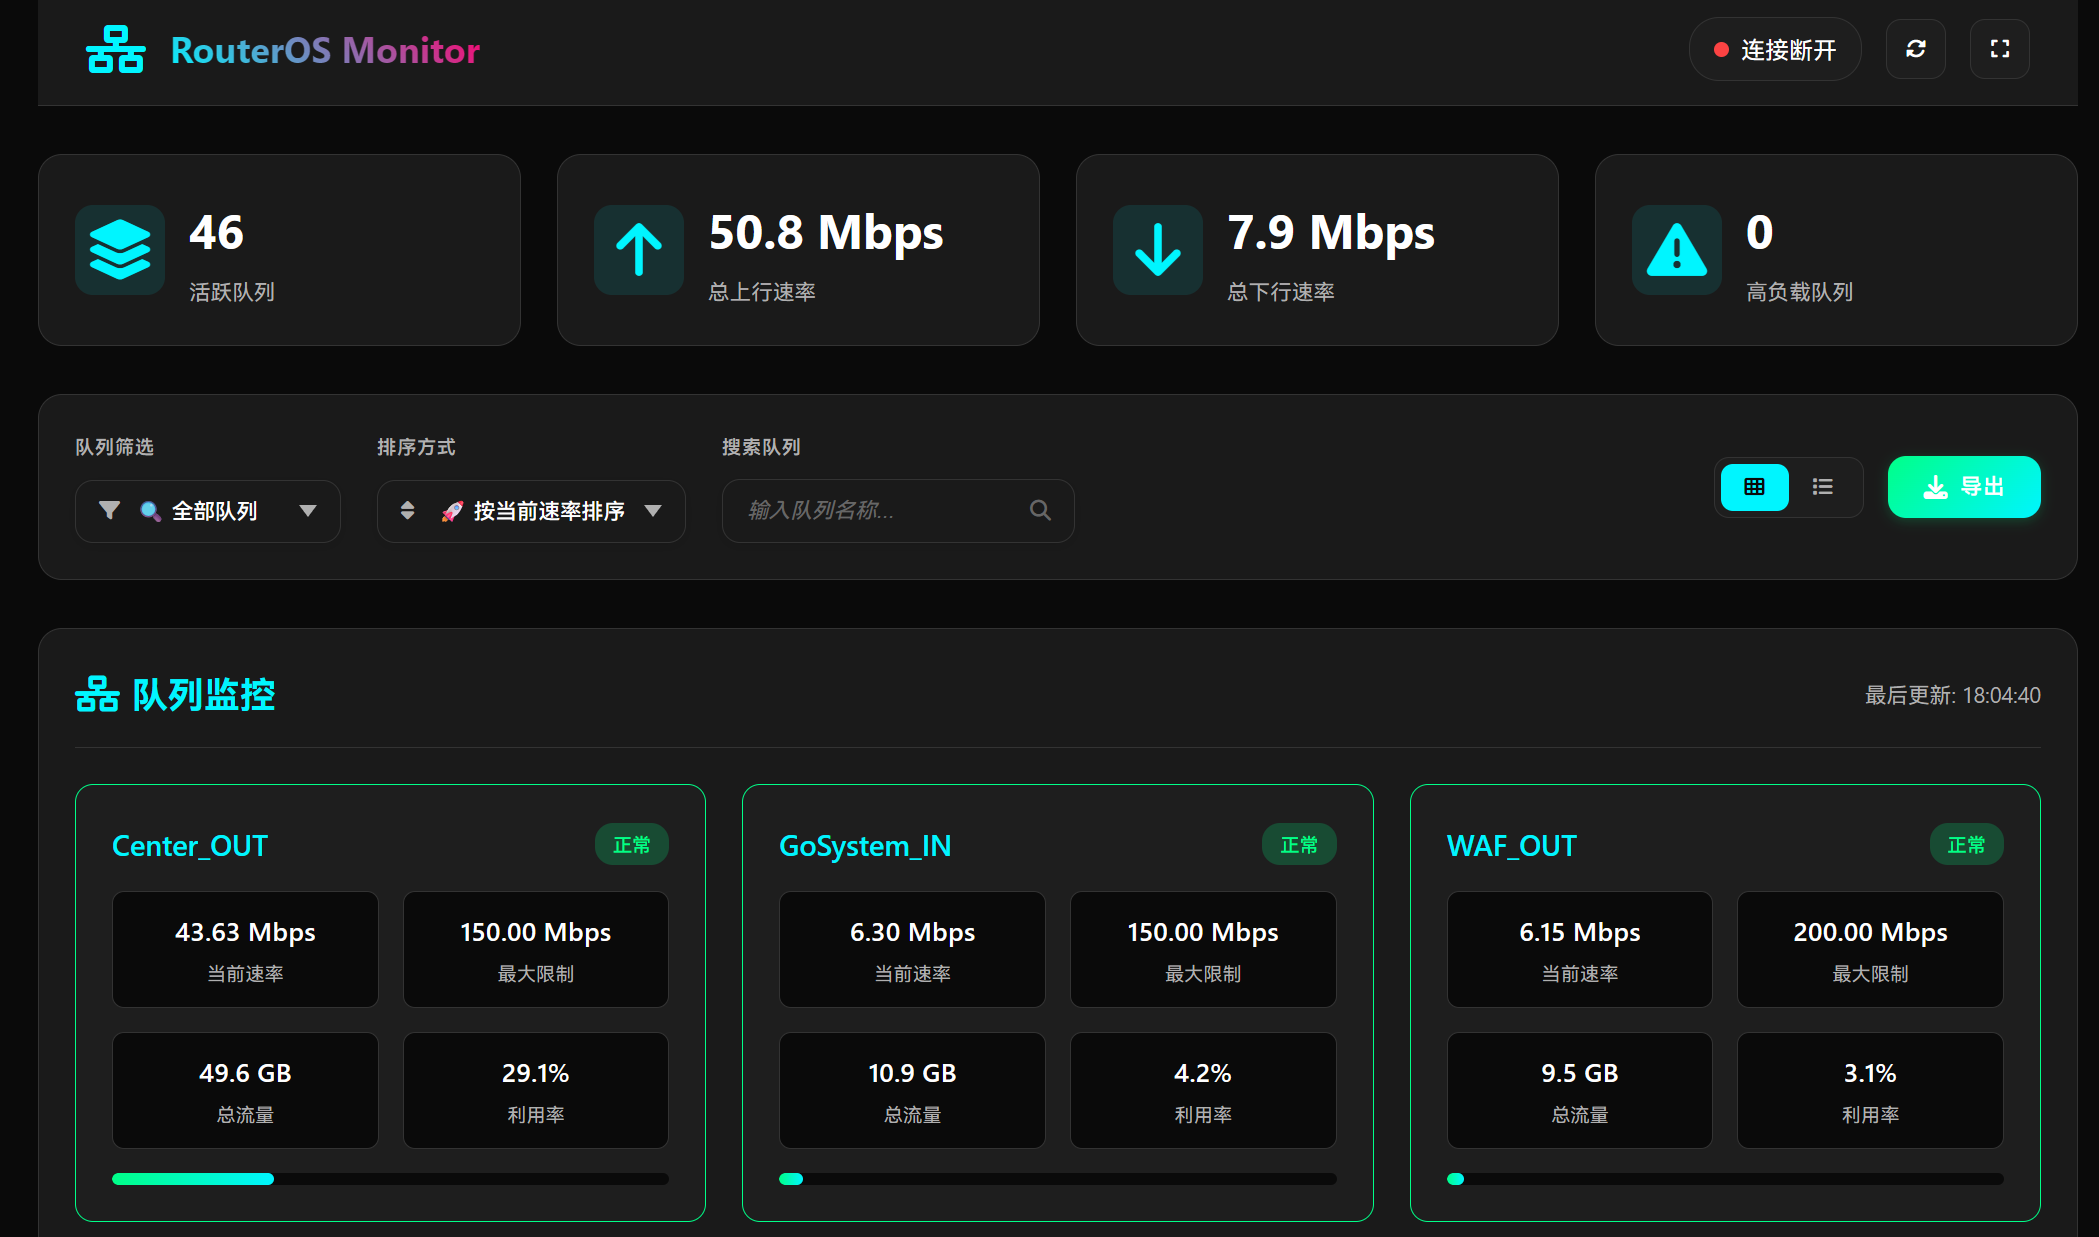 RouterOS Monitor
连接断开
46
活跃队列
50.8 Mbps
总上行速率
7.9 Mbps
总下行速率
0
高负载队列
队列筛选
全部队列
排序方式
按当前速率排序
搜索队列
输入队列名称...
导出
队列监控
最后更新: 18:04:40
Center_OUT
正常
43.63 Mbps
当前速率
150.00 Mbps
最大限制
49.6 GB
总流量
29.1%
利用率
GoSystem_IN
正常
6.30 Mbps
当前速率
150.00 Mbps
最大限制
10.9 GB
总流量
4.2%
利用率
WAF_OUT
正常
6.15 Mbps
当前速率
200.00 Mbps
最大限制
9.5 GB
总流量
3.1%
利用率